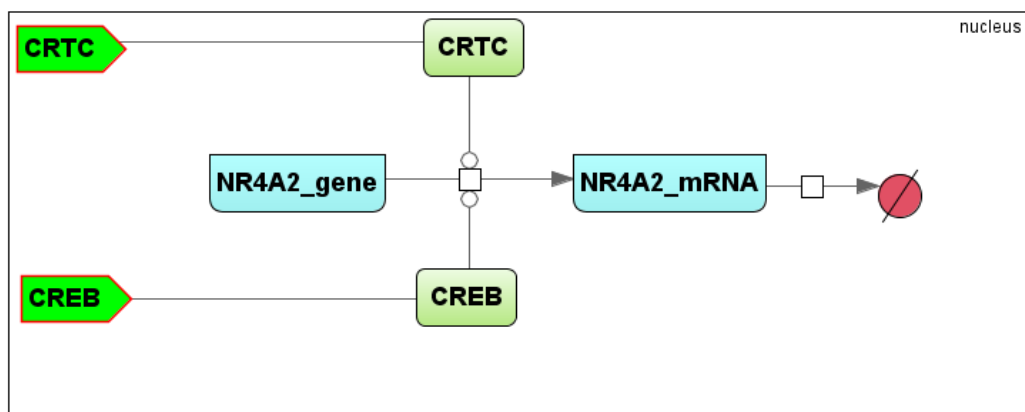 nucleus
CRTC
CRTC
NR4A2_gene
NR4A2_mRNA
CREB
CREB